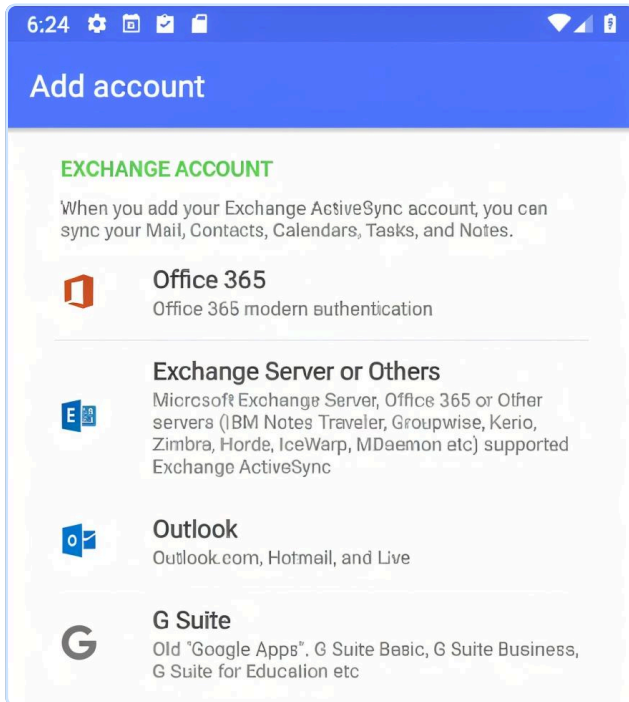 6:24
Add account
EXCHANGE ACCOUNT
When you add your Exchange ActiveSync account, you can
sync your Mail, Contacts, Calendars, Tasks, and Notes.
Office 365
Office 365 modern authentication
Exchange Server or Others
Microsoft Exchange Server, Office 365 or Other
servers (IBM Notes Traveler, Groupwise, Kerio,
Zimbra, Horde, IceWarp, MDaemon etc) supported
Exchange ActiveSync
Outlook
Outlook.com, Hotmail, and Live
G Suite
Old "Google Apps". G Suite Basic, G Suite Business,
G Suite for Education etc